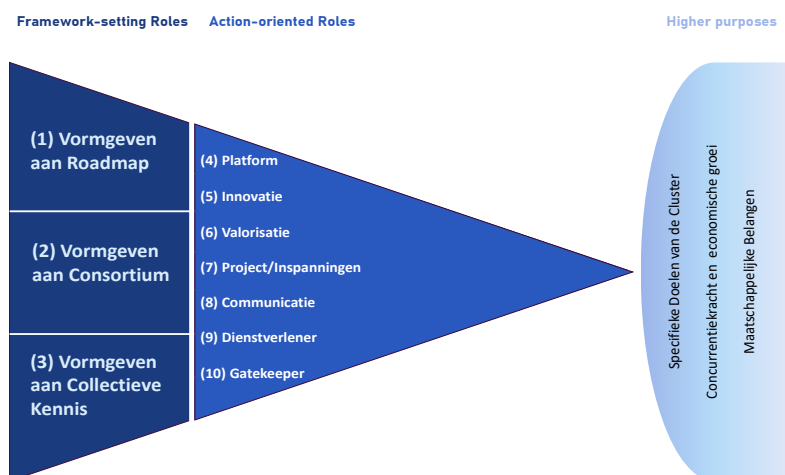 Framework-setting Roles
Action-oriented Roles
Higher purposes
(1) Vormgeven
aan Roadmap
(2) Vormgeven
aan Consortium
(3) Vormgeven
aan Collectieve
Kennis
(4) Platform
(5) Innovatie
(6) Valorisatie
(7) Project/Inspanningen
(8) Communicatie
(9) Dienstverlener
(10) Gatekeeper
Specifieke Doelen van de Cluster
Concurrentiekracht en economische groei
Maatschappelijke Belangen